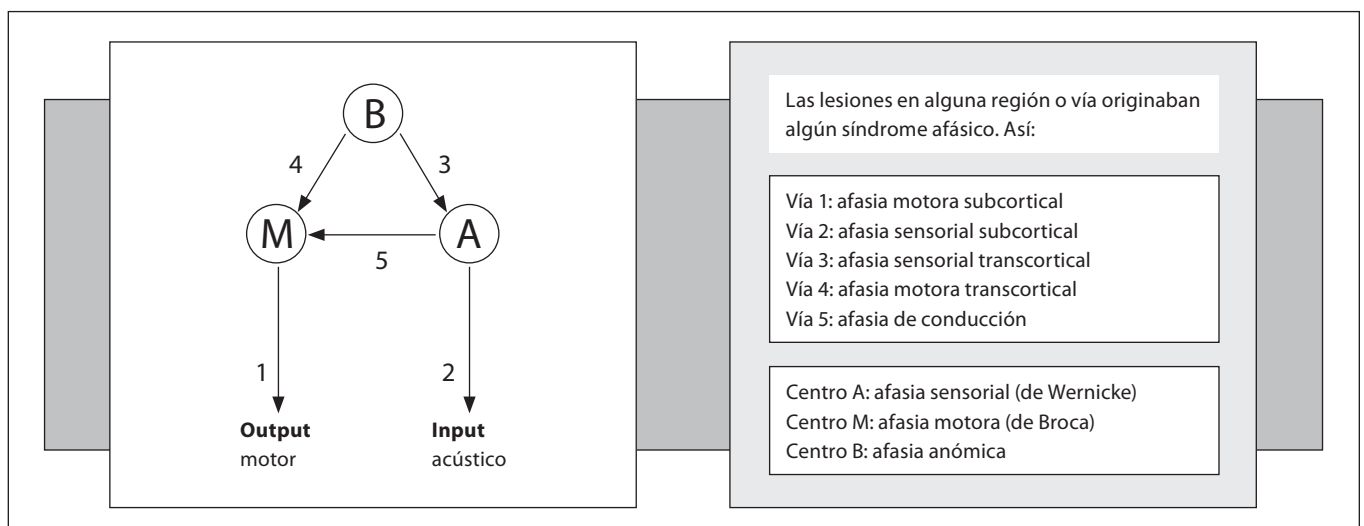 B
4
3
M
A
5
1
2
Output
motor
Input
acústico
Las lesiones en alguna región o vía originaban
algún síndrome afásico. Así:
Vía 1: afasia motora subcortical
Vía 2: afasia sensorial subcortical
Vía 3: afasia sensorial transcortical
Vía 4: afasia motora transcortical
Vía 5: afasia de conducción
Centro A: afasia sensorial (de Wernicke)
Centro M: afasia motora (de Broca)
Centro B: afasia anómica